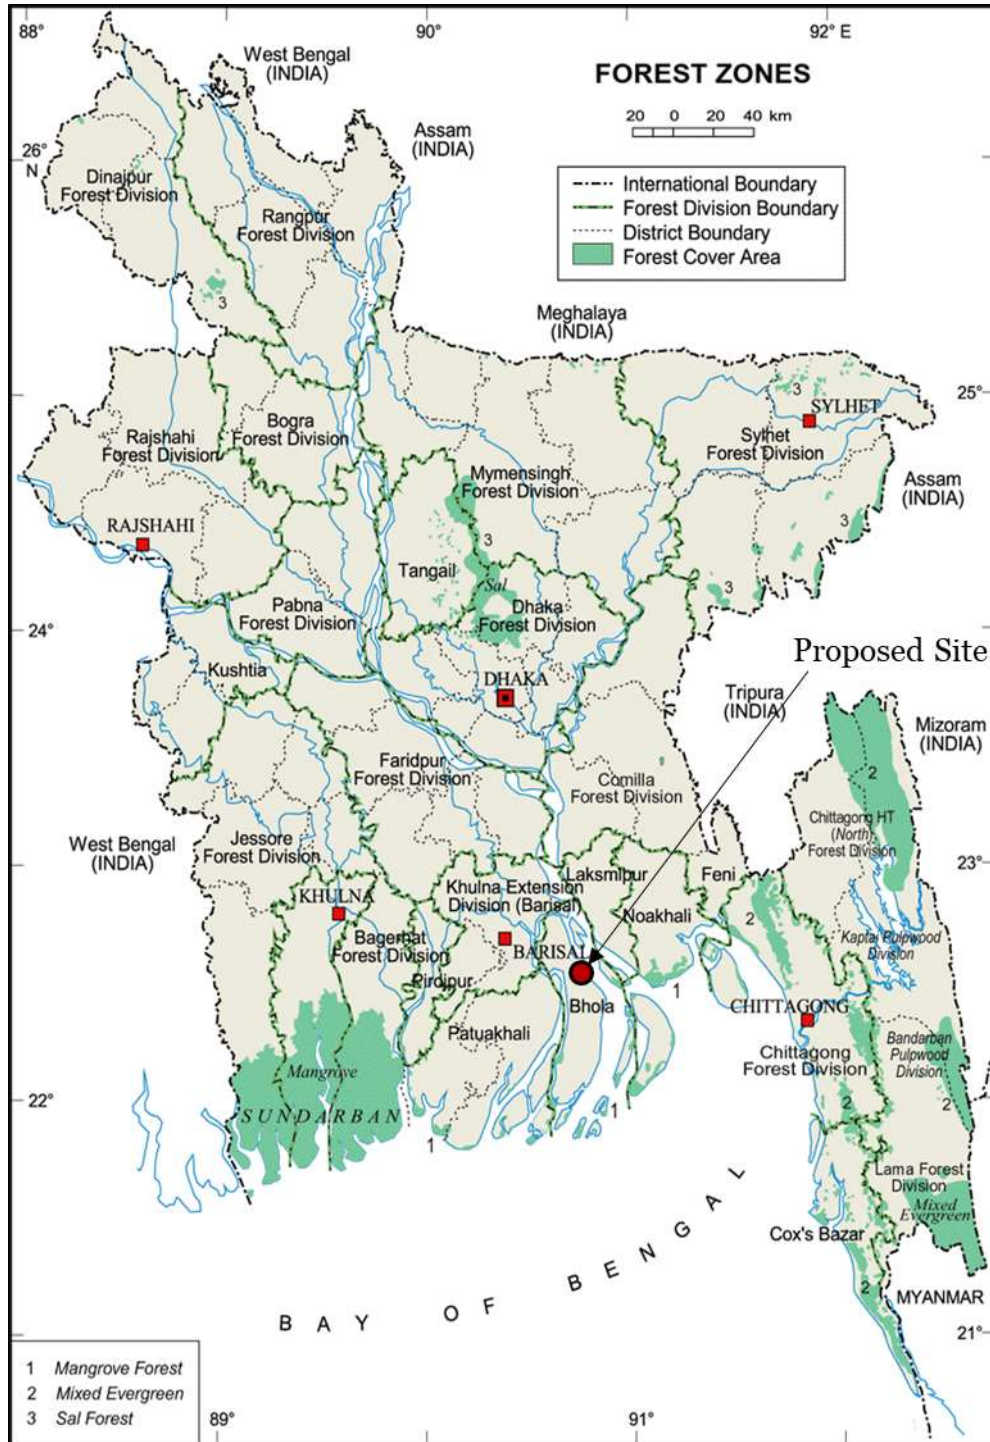 88°
90°
92° E
West Bengal
(INDIA)
FOREST ZONES
20 0 20 40 km
Assam
(INDIA)
26°
N
Dinajpur
Forest Division
International Boundary
Forest Division Boundary
District Boundary
Forest Cover Area
Rangpur
Forest Division
3
Meghalaya
(INDIA)
25°
3
SYLHET
Bogra
Forest Division
Rajshahi
Forest Division
Sylhet
Forest Division
Mymensingh
Forest Division
Assam
(INDIA)
RAJSHAHI
3
3
Tangail
Sal
3
Pabna
Forest Division
Dhaka
Forest Division
24°
Proposed Site
Kushtia
DHAKA
Tripura
(INDIA)
Mizoram
(INDIA)
Faridpur
Forest Division
Comilla
Forest Division
2
Chittagong HT
(North)
Forest Division
West Bengal
(INDIA)
Jessore
Forest Division
23°
Laksmipur
Feni
Khulna Extension
Division (Barisal)
KHULNA
Noakhali
2
Bagerhat
Forest Division
Kaptai Pulpwood
Division
BARISAL
Pirojpur
1
Bhola
CHITTAGONG
Patuakhali
Chittagong
Forest Division
Bandarban
Pulpwood
Division
Mangrove
SUNDARBAN
22°
1
1
2
2
Lama Forest
Division
Mixed
Evergreen
Cox's Bazar
BAY OF BENGAL
2
MYANMAR
21°
1 Mangrove Forest
2 Mixed Evergreen
3 Sal Forest
89°
91°